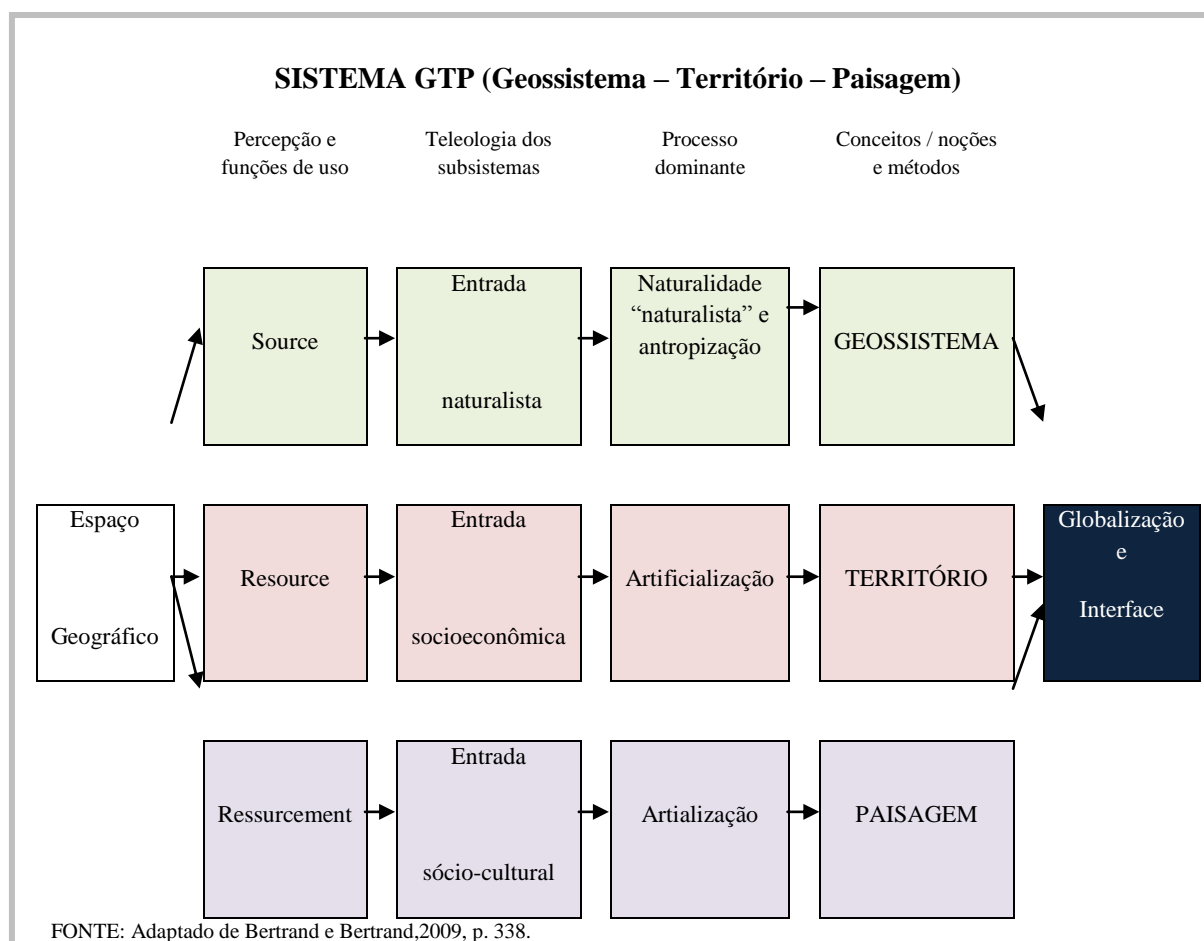 SISTEMA GTP (Geossistema – Território – Paisagem)
Percepção e
funções de uso
Teleologia dos
subsistemas
Processo
dominante
Conceitos / noções
e métodos
Source
Entrada
naturalista
Naturalidade
“naturalista” e
antropização
GEOSSISTEMA
Espaço
Geográfico
Resource
Entrada
socioeconômica
Artificialização
TERRITÓRIO
Globalização
e
Interface
Ressurcement
Entrada
sócio-cultural
Artialização
PAISAGEM
FONTE: Adaptado de Bertrand e Bertrand,2009, p. 338.